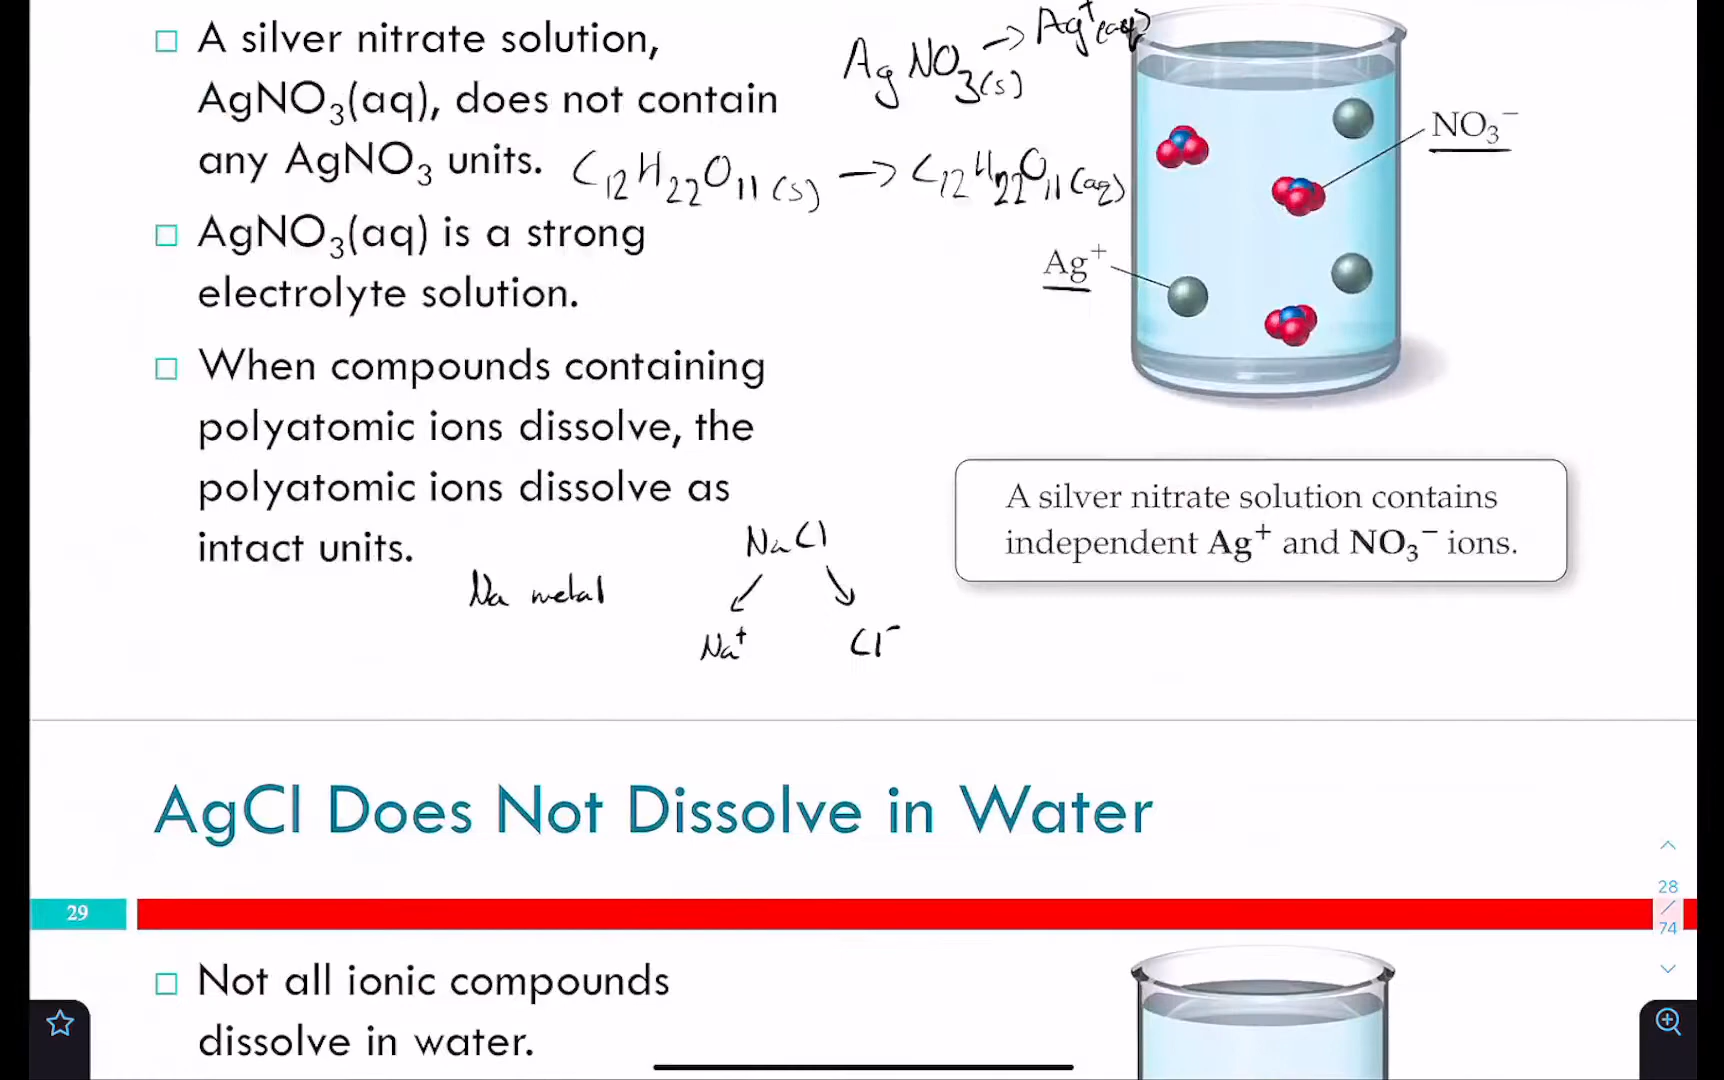 ☐ A silver nitrate solution,
AgNO₃(aq), does not contain
any AgNO₃ units.
AgNO₃(s) → Ag⁺(aq)
C₁₂H₂₂O₁₁(s) → C₁₂H₂₂O₁₁(aq)
☐ AgNO₃(aq) is a strong
electrolyte solution.
☐ When compounds containing
polyatomic ions dissolve, the
polyatomic ions dissolve as
intact units.
Na metal
NaCl
Na⁺ Cl⁻
NO₃⁻
Ag⁺
A silver nitrate solution contains
independent Ag⁺ and NO₃⁻ ions.
AgCl Does Not Dissolve in Water
29
☐ Not all ionic compounds
dissolve in water.
28
/
74